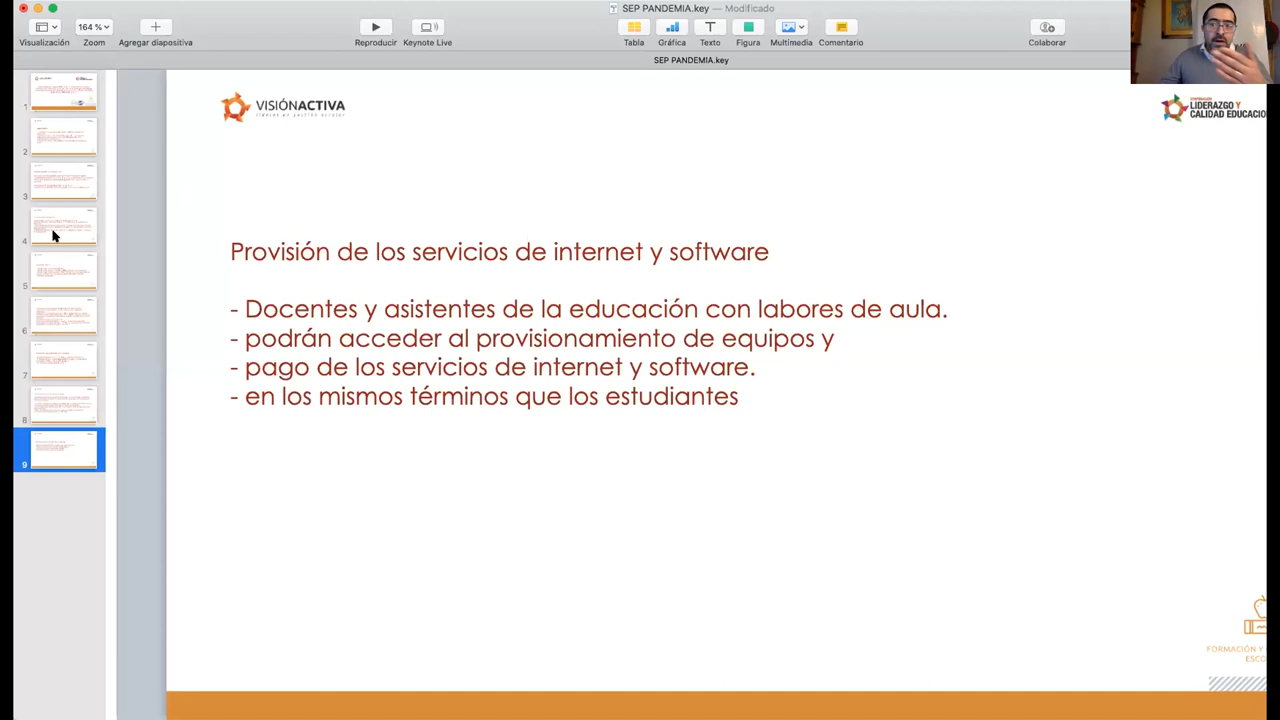 SEP PANDEMIA.key — Modificado
164 %
Visualización
Zoom
Agregar diapositiva
Reproducir
Keynote Live
Tabla
Gráfica
Texto
Figura
Multimedia
Comentario
Colaborar
SEP PANDEMIA.key
VISIÓNACTIVA
LIDERAZGO Y
CALIDAD EDUCACIO
Provisión de los servicios de internet y software
- Docentes y asistentes de la educación con labores de aula.
- podrán acceder al provisionamiento de equipos y
- pago de los servicios de internet y software.
- en los mismos términos que los estudiantes
FORMACIÓN Y
ESCO
1
2
3
4
5
6
7
8
9